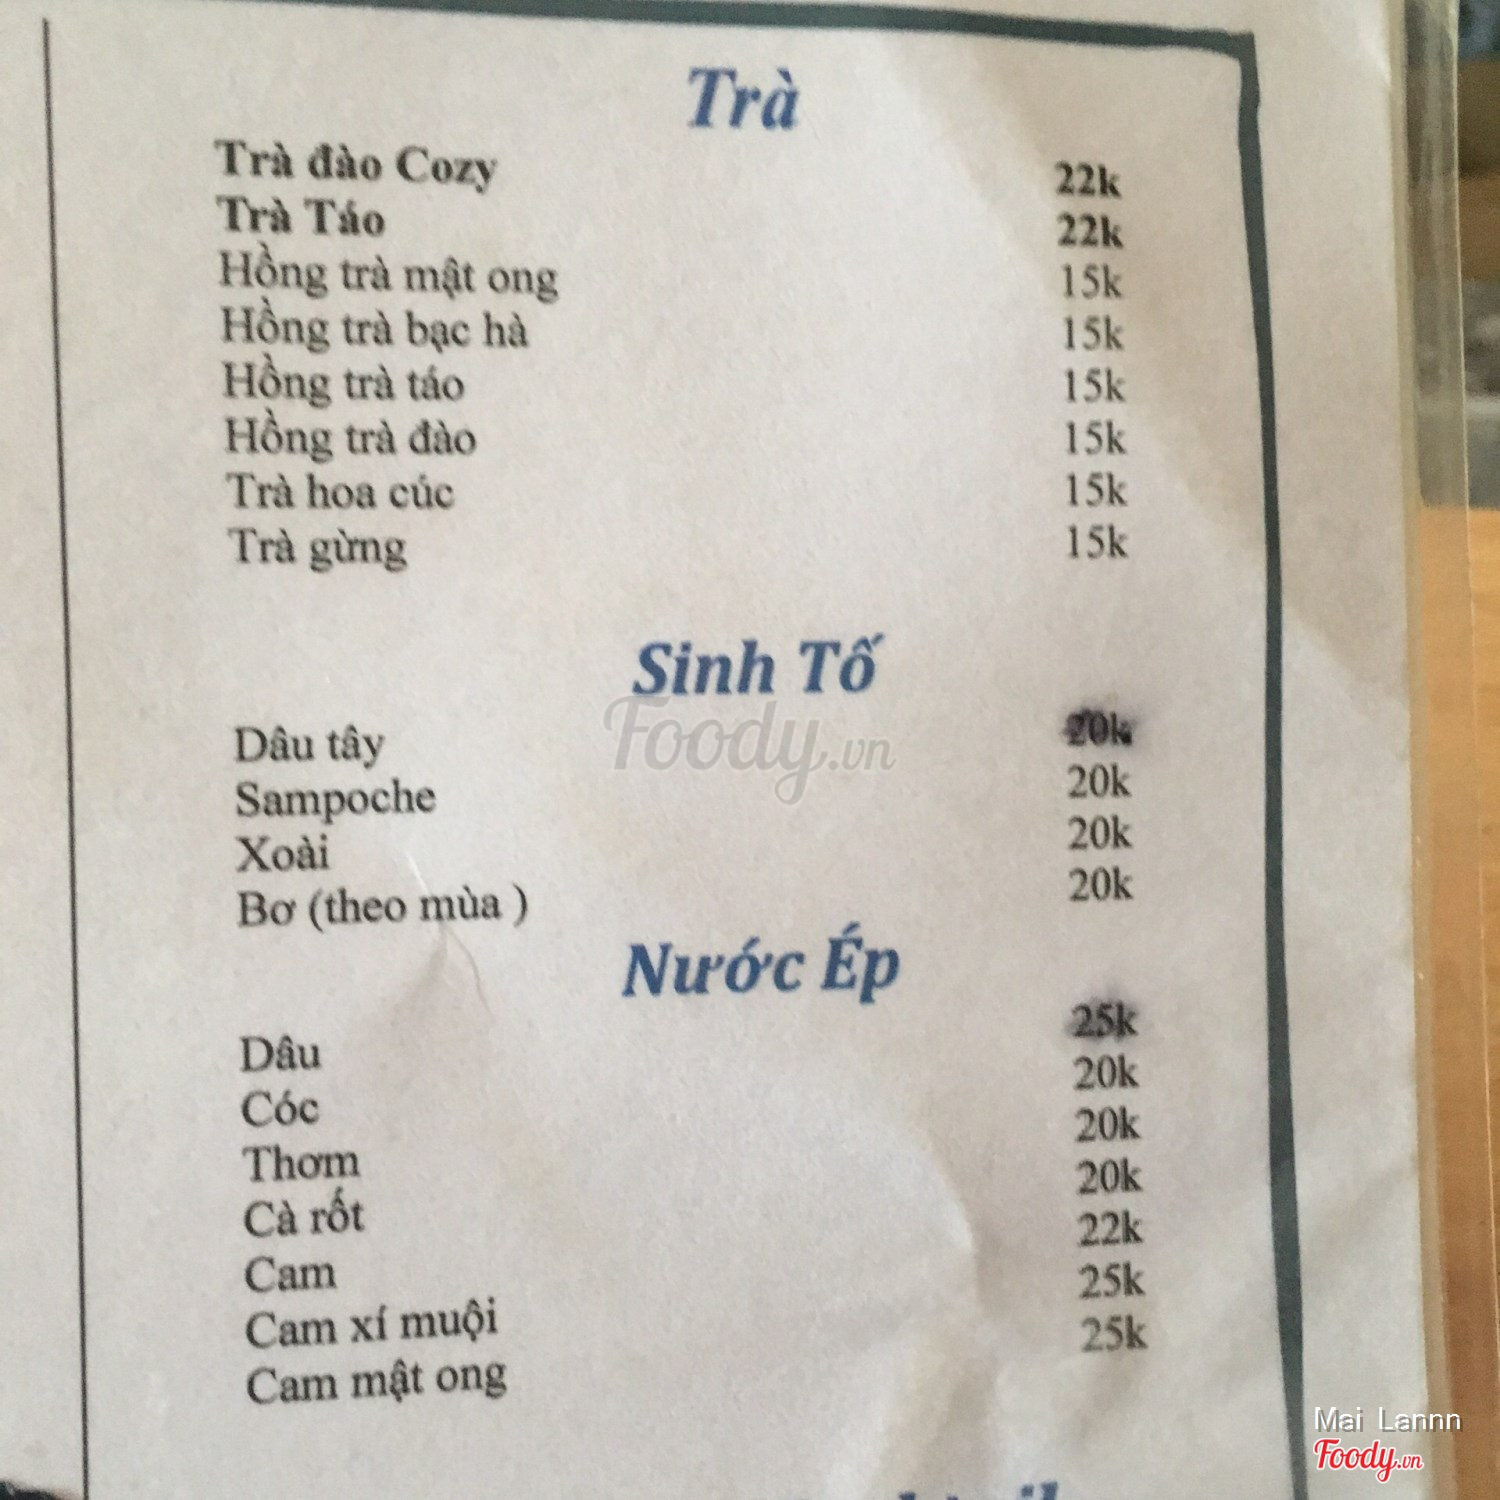 Trà
Trà đào Cozy 22k
Trà Táo 22k
Hồng trà mật ong 15k
Hồng trà bạc hà 15k
Hồng trà táo 15k
Hồng trà đào 15k
Trà hoa cúc 15k
Trà gừng 15k
Sinh Tố
Dâu tây 20k
Sampoche 20k
Xoài 20k
Bơ (theo mùa ) 20k
Foody.vn
Nước Ép
Dâu 25k
Cóc 20k
Thơm 20k
Cà rốt 20k
Cam 22k
Cam xí muội 25k
Cam mật ong 25k
Mai Lannn
Foody.vn